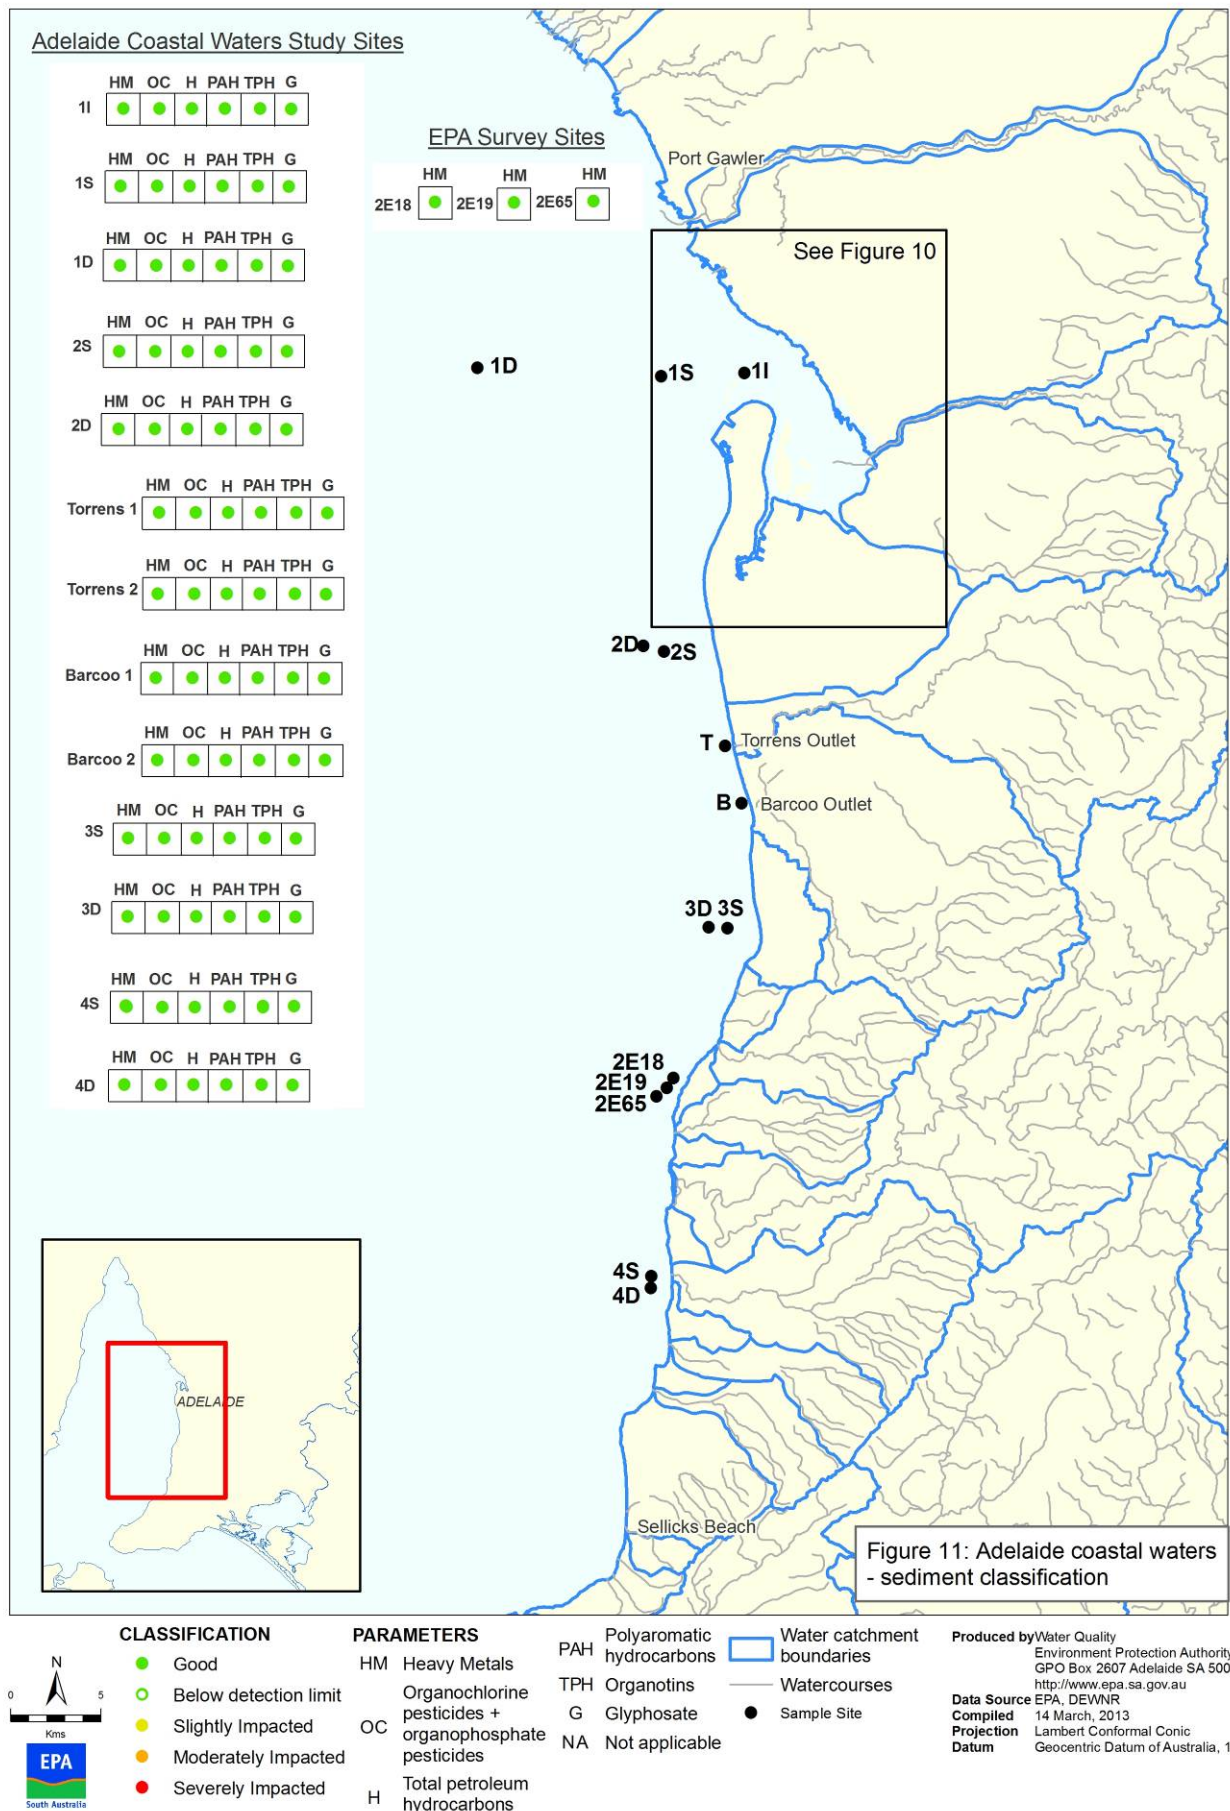 Adelaide Coastal Waters Study Sites
HM OC H PAH TPH G
1I
HM OC H PAH TPH G
1S
HM OC H PAH TPH G
1D
HM OC H PAH TPH G
2S
HM OC H PAH TPH G
2D
HM OC H PAH TPH G
Torrens 1
HM OC H PAH TPH G
Torrens 2
HM OC H PAH TPH G
Barcoo 1
HM OC H PAH TPH G
Barcoo 2
HM OC H PAH TPH G
3S
HM OC H PAH TPH G
3D
HM OC H PAH TPH G
4S
HM OC H PAH TPH G
4D
EPA Survey Sites
HM HM HM
2E18 2E19 2E65
Port Gawler
See Figure 10
1D
1S
1I
2D
2S
T
Torrens Outlet
B
Barcoo Outlet
3D 3S
2E18
2E19
2E65
4S
4D
Sellicks Beach
ADELAIDE
Figure 11: Adelaide coastal waters
- sediment classification
N
0 5
Kms
EPA
South Australia
CLASSIFICATION
Good
Below detection limit
Slightly Impacted
Moderately Impacted
Severely Impacted
PARAMETERS
HM Heavy Metals
OC Organochlorine
pesticides +
organophosphate
pesticides
H Total petroleum
hydrocarbons
PAH Polyaromatic
hydrocarbons
TPH Organotins
G Glyphosate
NA Not applicable
Water catchment
boundaries
Watercourses
Sample Site
Produced by Water Quality
Environment Protection Authority
GPO Box 2607 Adelaide SA 500
http://www.epa.sa.gov.au
Data Source EPA, DEWNR
Compiled 14 March, 2013
Projection Lambert Conformal Conic
Datum Geocentric Datum of Australia, 1